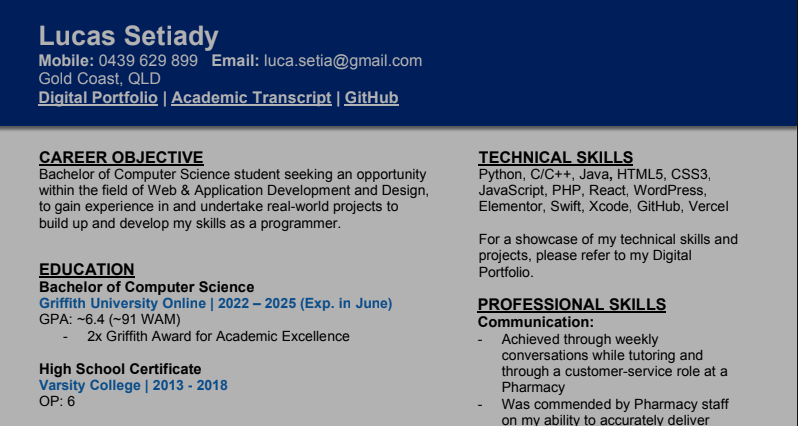 Lucas Setiady
Mobile: 0439 629 899 Email: luca.setia@gmail.com
Gold Coast, QLD
Digital Portfolio | Academic Transcript | GitHub
CAREER OBJECTIVE
Bachelor of Computer Science student seeking an opportunity
within the field of Web & Application Development and Design,
to gain experience in and undertake real-world projects to
build up and develop my skills as a programmer.
EDUCATION
Bachelor of Computer Science
Griffith University Online | 2022 – 2025 (Exp. in June)
GPA: ~6.4 (~91 WAM)
- 2x Griffith Award for Academic Excellence
High School Certificate
Varsity College | 2013 - 2018
OP: 6
TECHNICAL SKILLS
Python, C/C++, Java, HTML5, CSS3,
JavaScript, PHP, React, WordPress,
Elementor, Swift, Xcode, GitHub, Vercel
For a showcase of my technical skills and
projects, please refer to my Digital
Portfolio.
PROFESSIONAL SKILLS
Communication:
- Achieved through weekly
conversations while tutoring and
through a customer-service role at a
Pharmacy
- Was commended by Pharmacy staff
on my ability to accurately deliver